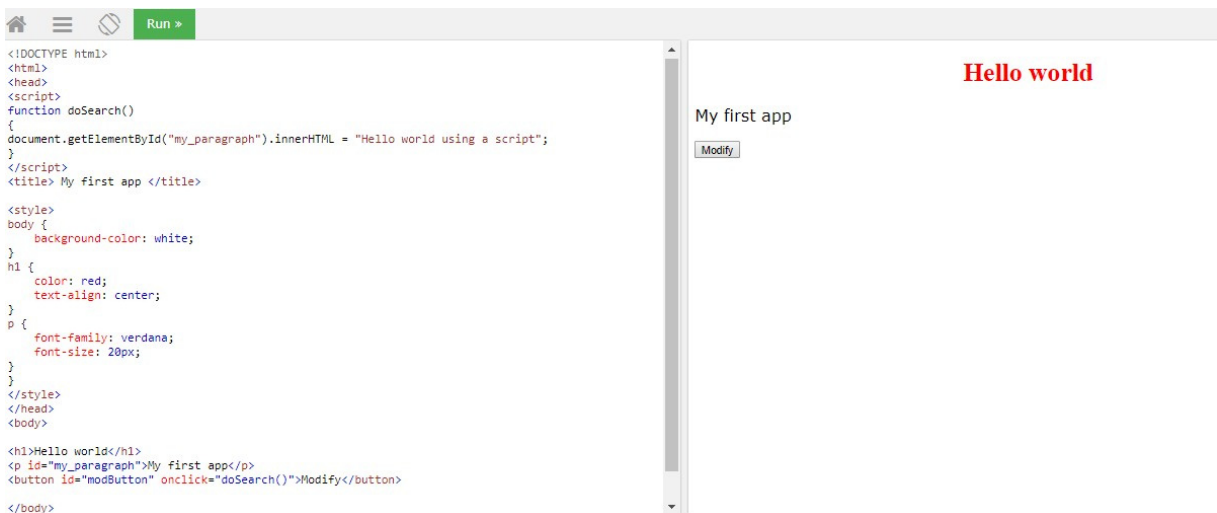 Run »
<!DOCTYPE html>
<html>
<head>
<script>
function doSearch()
{
document.getElementById("my_paragraph").innerHTML = "Hello world using a script";
}
</script>
<title> My first app </title>

<style>
body {
    background-color: white;
}
h1 {
    color: red;
    text-align: center;
}
p {
    font-family: verdana;
    font-size: 20px;
}
}
</style>
</head>
<body>

<h1>Hello world</h1>
<p id="my_paragraph">My first app</p>
<button id="modButton" onclick="doSearch()">Modify</button>

</body>
Hello world
My first app
Modify